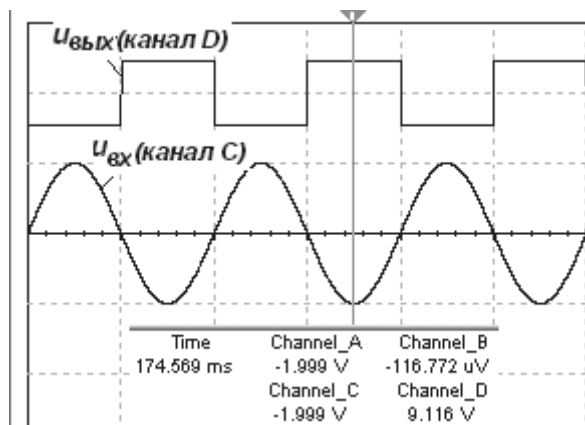 uвых(канал D)
uвх(канал C)
Time Channel_A Channel_B
174.569 ms -1.999 V -116.772 uV
Channel_C Channel_D
-1.999 V 9.116 V